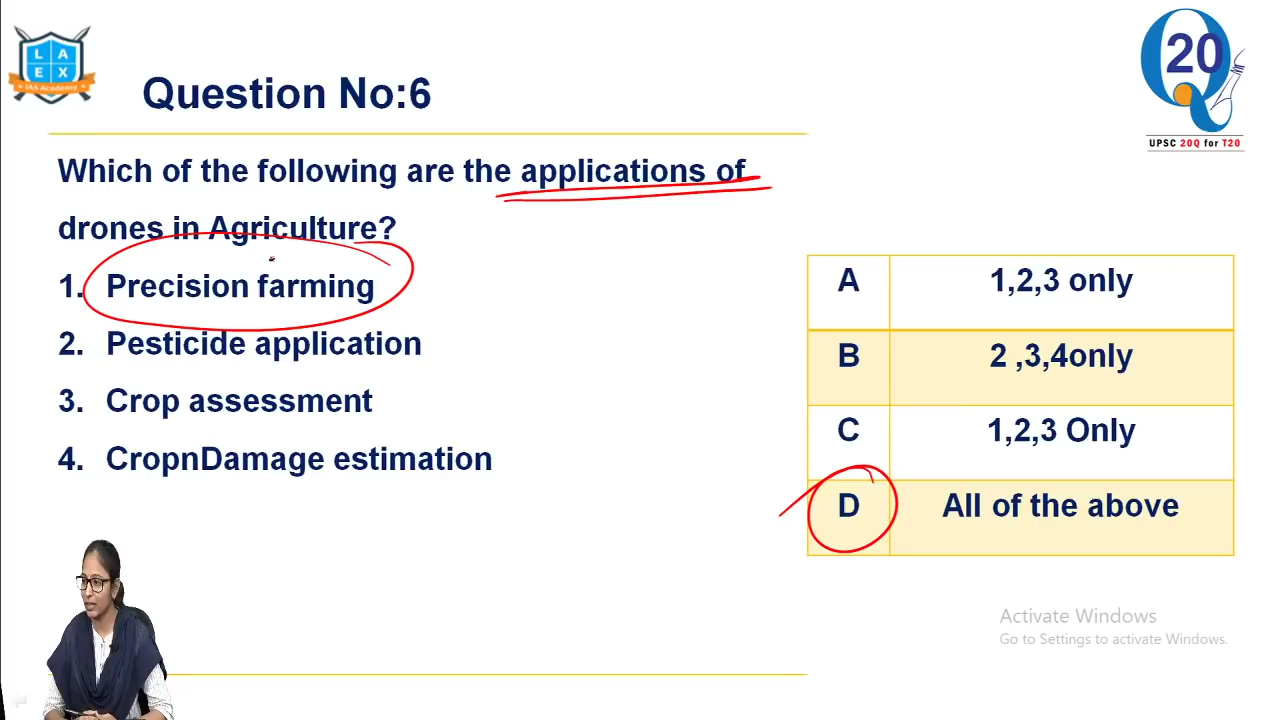 L A
E X
IAS Academy
Question No:6
20
UPSC 20Q for T20
Which of the following are the applications of
drones in Agriculture?
1. Precision farming
2. Pesticide application
3. Crop assessment
4. CropnDamage estimation
A 1,2,3 only
B 2 ,3,4only
C 1,2,3 Only
D All of the above
Activate Windows
Go to Settings to activate Windows.